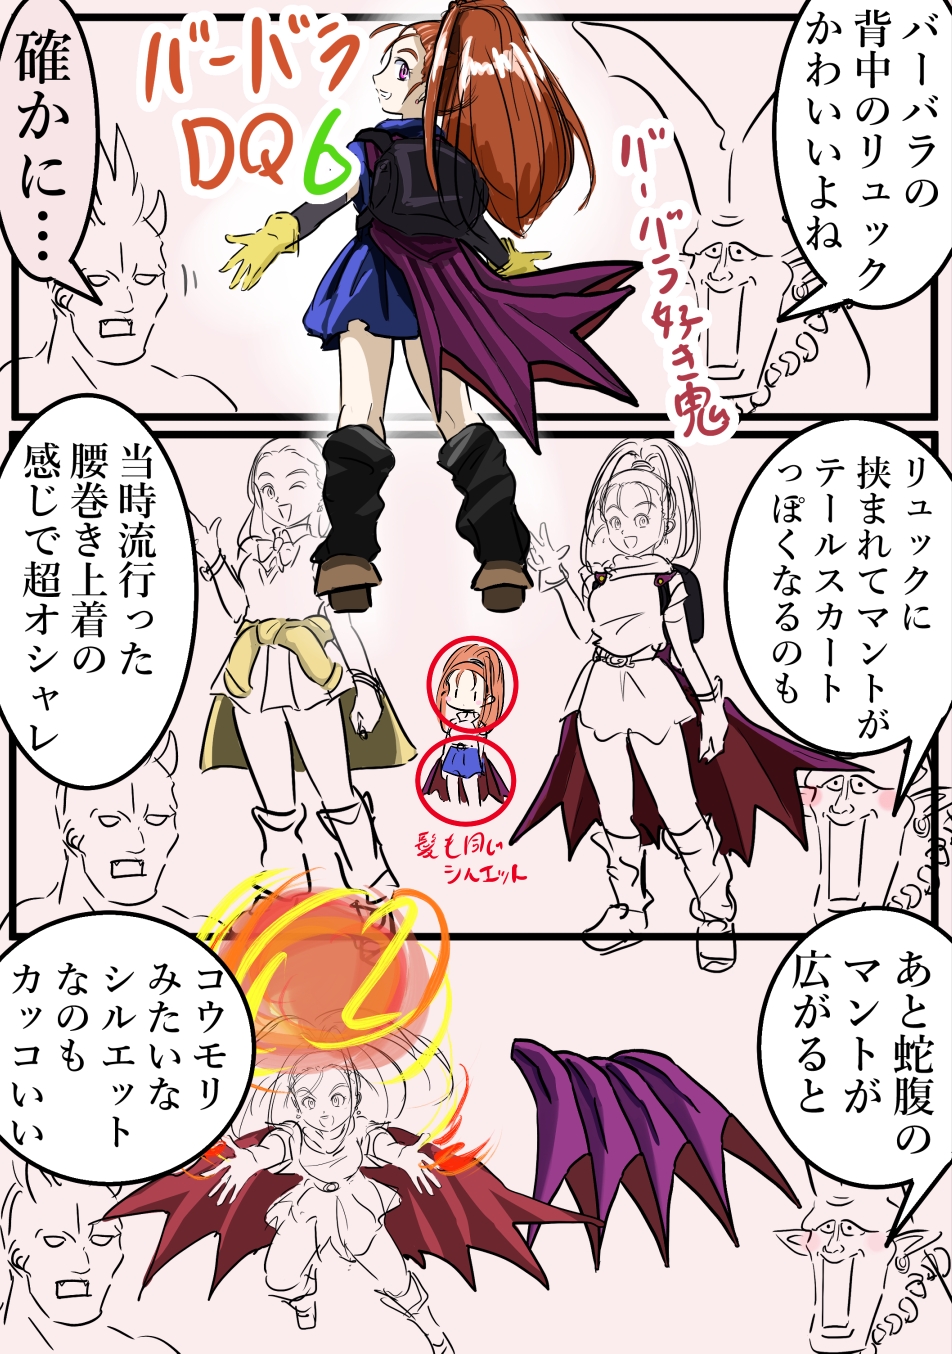 バーバラの
背中のリュック
かわいいよね
バーバラ
DQ6
バーバラ好き鬼
確かに…
リュックに
挟まれてマントが
テールスカート
っぽくなるのも
当時流行った
腰巻き上着の
感じで超オシャレ
髪も同い
シルエット
あと蛇腹の
マントが
広がると
コウモリ
みたいな
シルエット
なのも
カッコいい